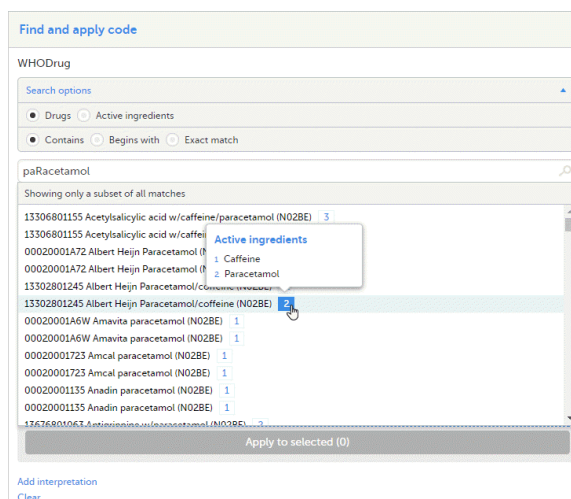 Find and apply code
WHODrug
Search options
Drugs Active ingredients
Contains Begins with Exact match
paRacetamol
Showing only a subset of all matches
13306801155 Acetylsalicylic acid w/caffeine/paracetamol (N02BE) 3
13306801155 Acetylsalicylic acid w/caffei
00020001A72 Albert Heijn Paracetamol (N
00020001A72 Albert Heijn Paracetamol (N
Active ingredients
1 Caffeine
2 Paracetamol
13302801245 Albert Heijn Paracetamol/coffeine (N02BE) 2
13302801245 Albert Heijn Paracetamol/coffeine (N02BE) 2
00020001A6W Amavita paracetamol (N02BE) 1
00020001A6W Amavita paracetamol (N02BE) 1
00020001723 Amcal paracetamol (N02BE) 1
00020001723 Amcal paracetamol (N02BE) 1
00020001135 Anadin paracetamol (N02BE) 1
00020001135 Anadin paracetamol (N02BE) 1
13676801063 Antigrippine w/paracetamol (N02BE)
Apply to selected (0)
Add interpretation
Clear